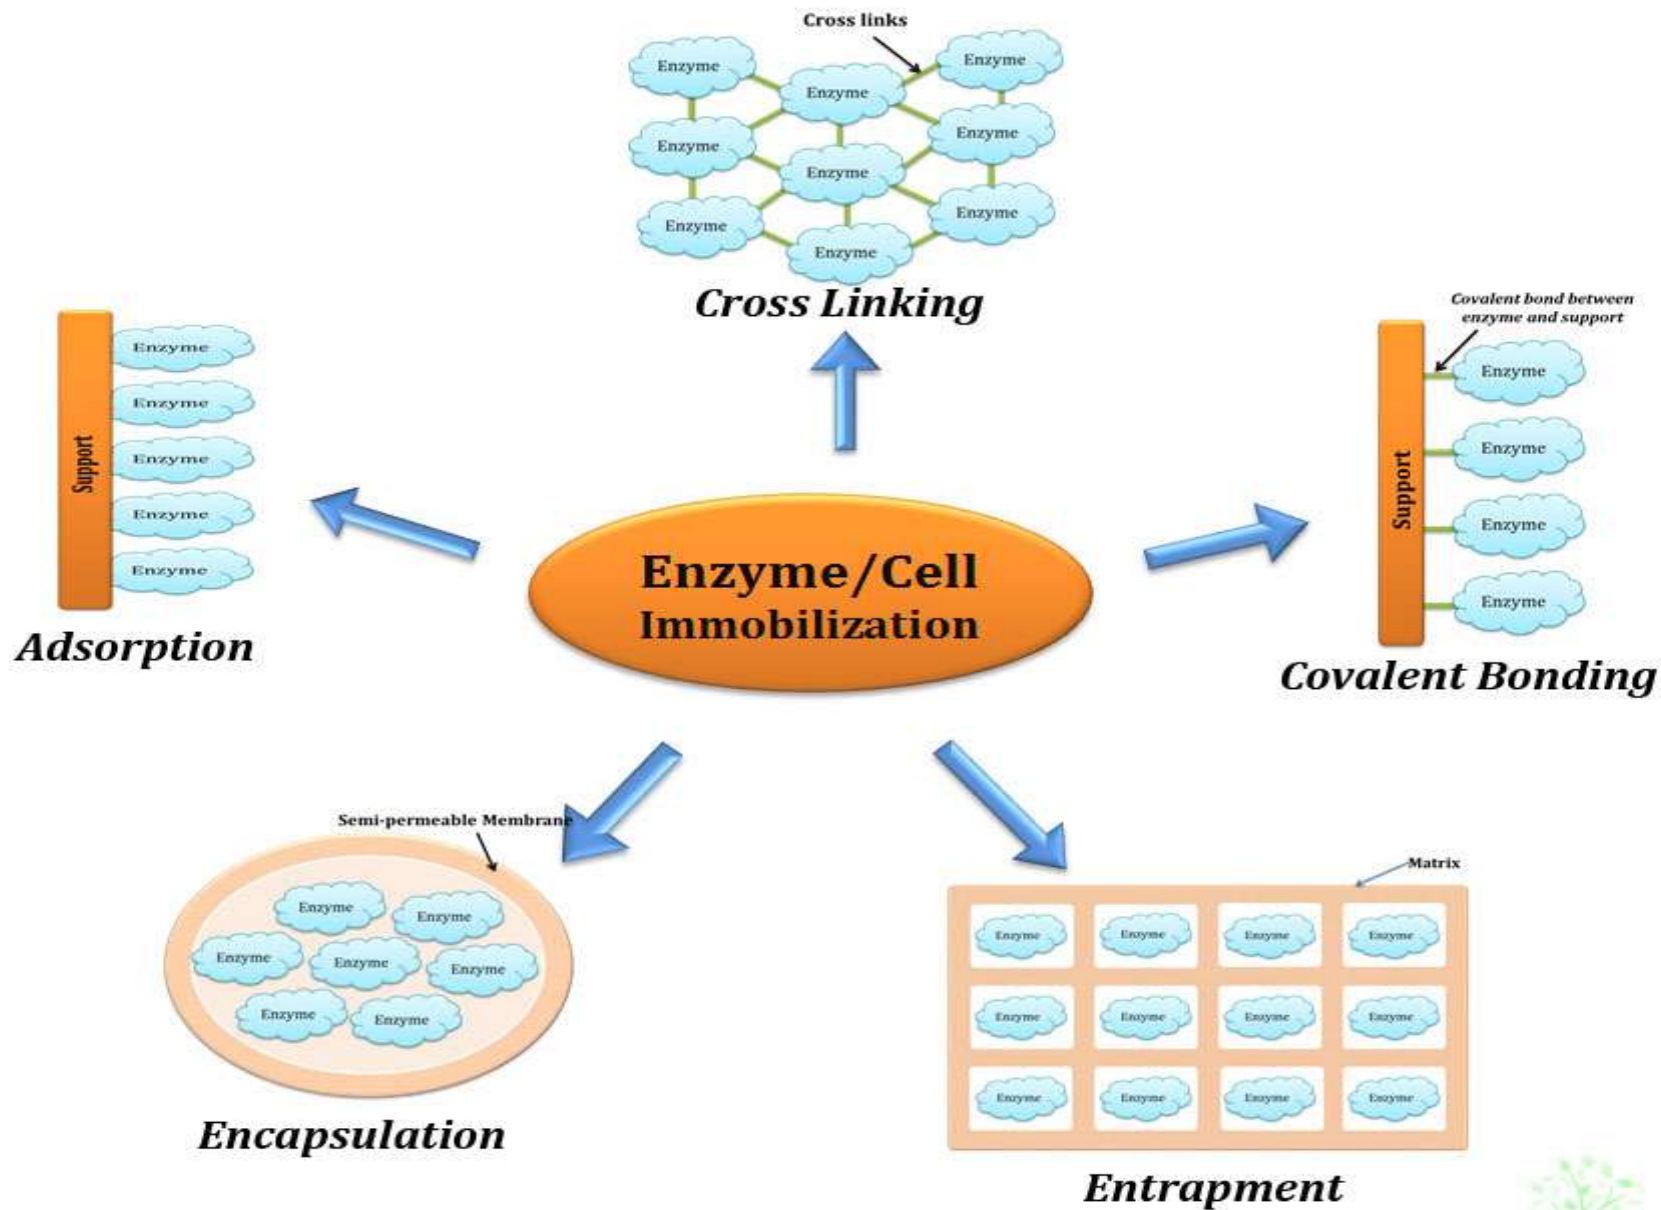 Cross links
Enzyme
Enzyme
Enzyme
Enzyme
Enzyme
Enzyme
Enzyme
Enzyme
Enzyme
Enzyme
Cross Linking
Support
Enzyme
Enzyme
Enzyme
Enzyme
Enzyme
Adsorption
Covalent bond between
enzyme and support
Support
Enzyme
Enzyme
Enzyme
Enzyme
Covalent Bonding
Enzyme/Cell
Immobilization
Semi-permeable Membrane
Enzyme
Enzyme
Enzyme
Enzyme
Enzyme
Enzyme
Enzyme
Encapsulation
Matrix
Enzyme Enzyme Enzyme Enzyme
Enzyme Enzyme Enzyme Enzyme
Enzyme Enzyme Enzyme Enzyme
Entrapment